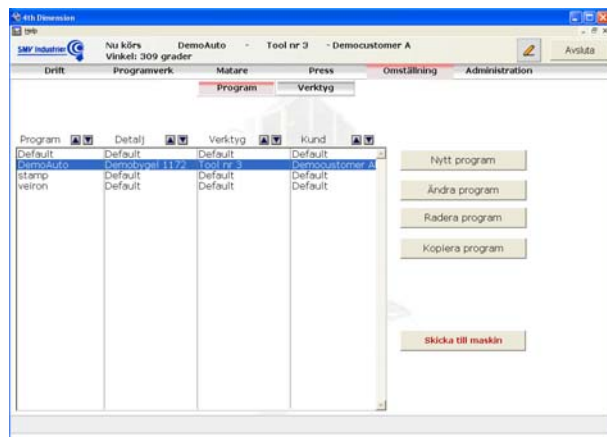 4th Dimension
Help
SMV Industrier
Nu körs DemoAuto - Tool nr 3 - Democustomer A
Vinkel: 309 grader
Avsluta
Drift Programverk Matare Press Omställning Administration
Program Verktyg
Program Detalj Verktyg Kund
Default Default Default Default
DemoAuto Demobygel 1172 Tool nr 3 Democustomer A
stamp Default Default Default
veiron Default Default Default
Nytt program
Ändra program
Radera program
Kopiera program
Skicka till maskin